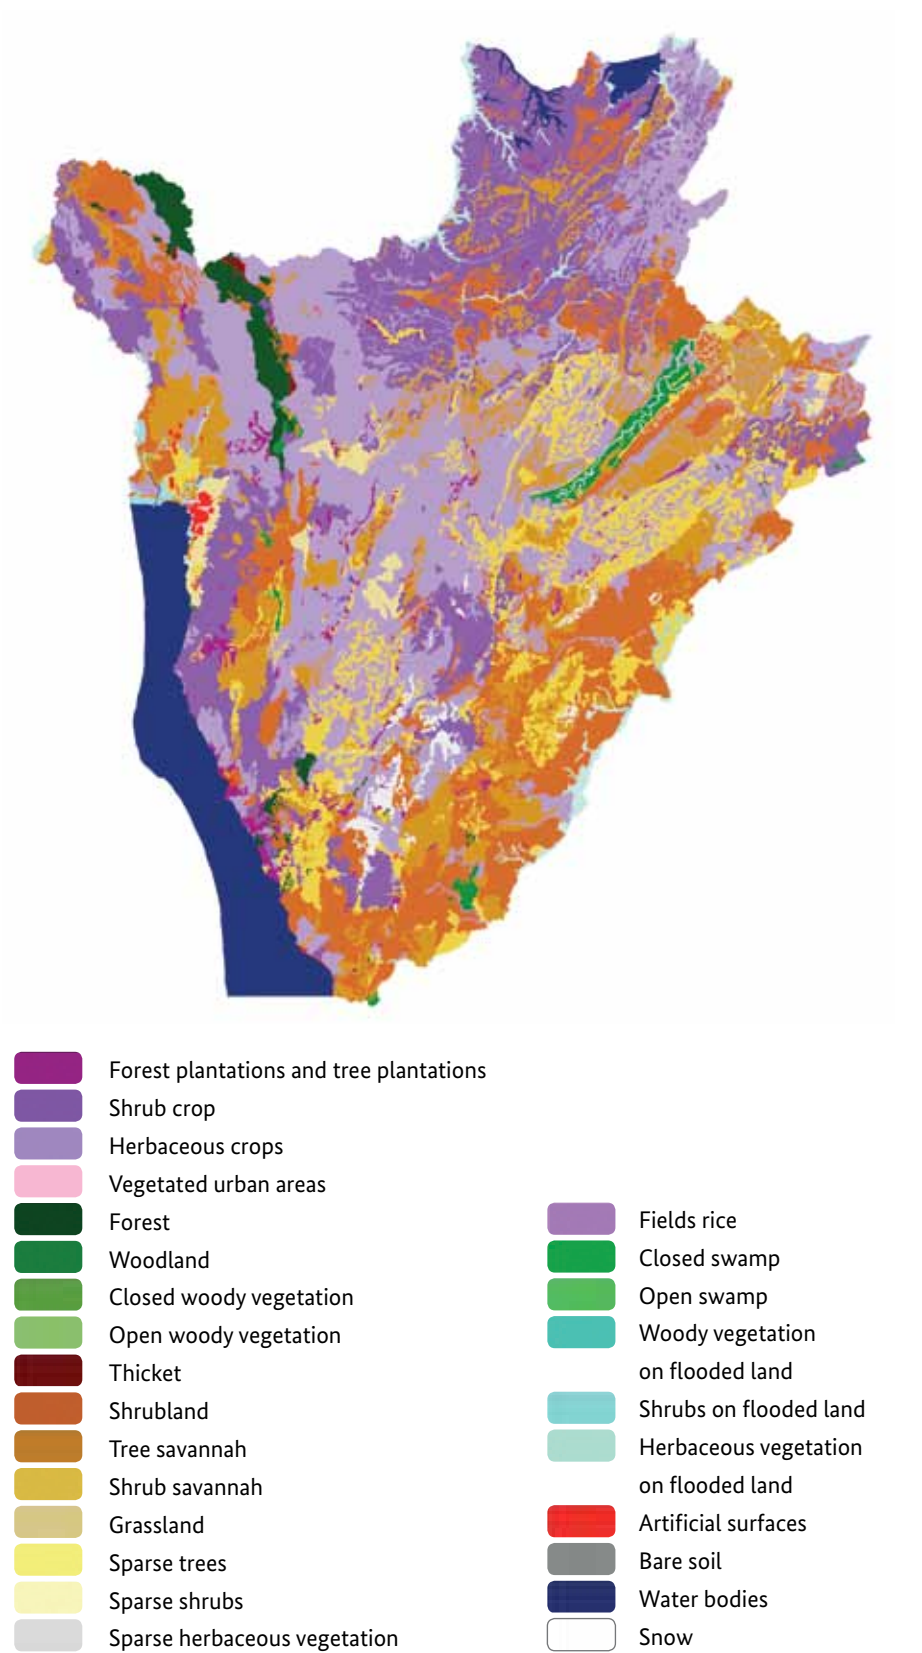 Forest plantations and tree plantations
Shrub crop
Herbaceous crops
Vegetated urban areas
Forest
Woodland
Closed woody vegetation
Open woody vegetation
Thicket
Shrubland
Tree savannah
Shrub savannah
Grassland
Sparse trees
Sparse shrubs
Sparse herbaceous vegetation
Fields rice
Closed swamp
Open swamp
Woody vegetation
on flooded land
Shrubs on flooded land
Herbaceous vegetation
on flooded land
Artificial surfaces
Bare soil
Water bodies
Snow